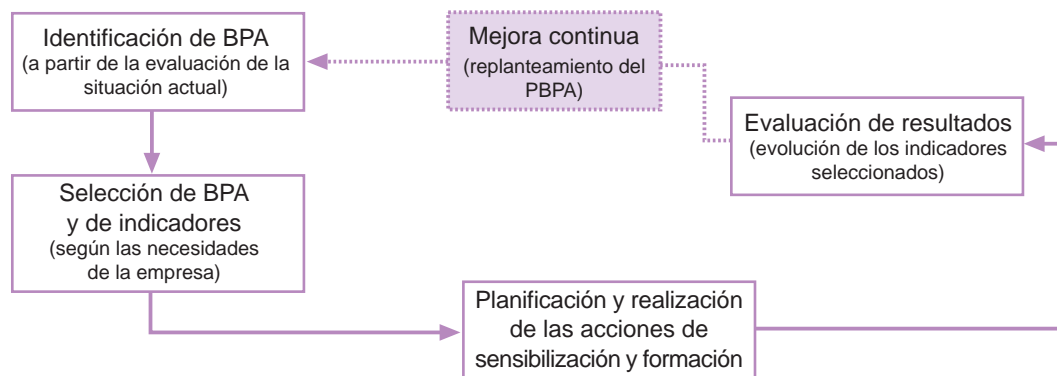 Identificación de BPA
(a partir de la evaluación de la
situación actual)
Mejora continua
(replanteamiento del
PBPA)
Evaluación de resultados
(evolución de los indicadores
seleccionados)
Selección de BPA
y de indicadores
(según las necesidades
de la empresa)
Planificación y realización
de las acciones de
sensibilización y formación